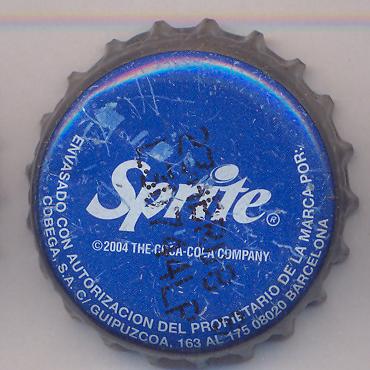 Sprite®
©2004 THE COCA-COLA COMPANY
ENVASADO CON AUTORIZACION DEL PROPIETARIO DE LA MARCA POR:
COBEGA, S.A. C/ GUIPUZCOA, 163 AL 175 08020 BARCELONA